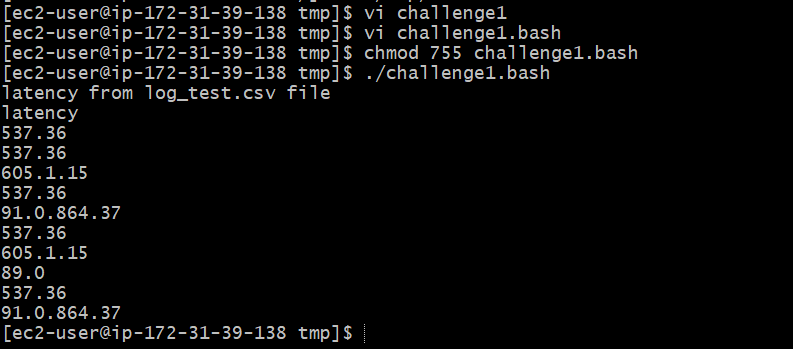 [ec2-user@ip-172-31-39-138 tmp]$ vi challenge1
[ec2-user@ip-172-31-39-138 tmp]$ vi challenge1.bash
[ec2-user@ip-172-31-39-138 tmp]$ chmod 755 challenge1.bash
[ec2-user@ip-172-31-39-138 tmp]$ ./challenge1.bash
latency from log_test.csv file
latency
537.36
537.36
605.1.15
537.36
91.0.864.37
537.36
605.1.15
89.0
537.36
91.0.864.37
[ec2-user@ip-172-31-39-138 tmp]$